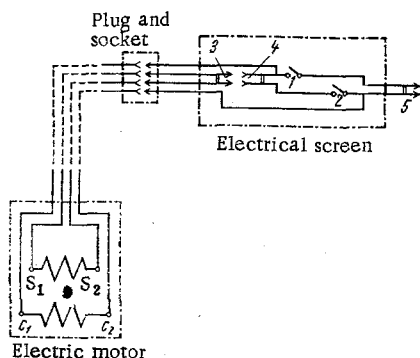 Plug and
socket
3
4
1
2
5
Electrical screen
S1
S2
C1
C2
Electric motor